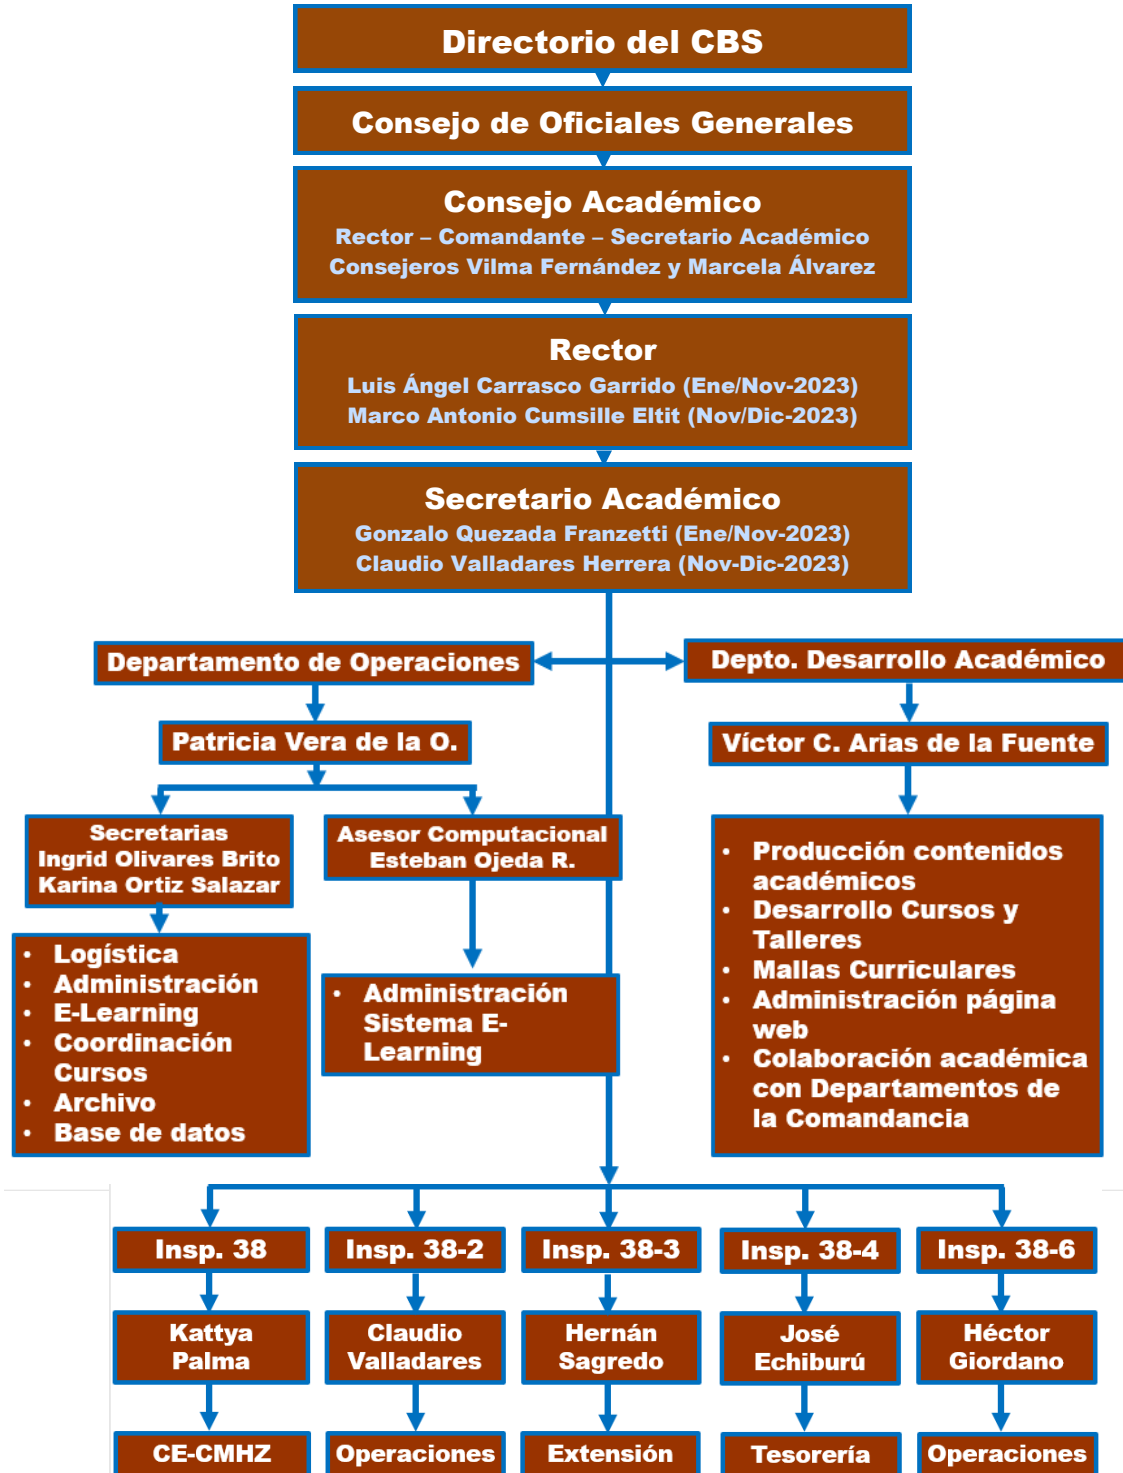 Directorio del CBS
Consejo de Oficiales Generales
Consejo Académico
Rector – Comandante – Secretario Académico
Consejeros Vilma Fernández y Marcela Álvarez
Rector
Luis Ángel Carrasco Garrido (Ene/Nov-2023)
Marco Antonio Cumsille Eltit (Nov/Dic-2023)
Secretario Académico
Gonzalo Quezada Franzetti (Ene/Nov-2023)
Claudio Valladares Herrera (Nov-Dic-2023)
Departamento de Operaciones
Patricia Vera de la O.
Secretarias
Ingrid Olivares Brito
Karina Ortiz Salazar
• Logística
• Administración
• E-Learning
• Coordinación
Cursos
• Archivo
• Base de datos
Asesor Computacional
Esteban Ojeda R.
• Administración
Sistema E-
Learning
Depto. Desarrollo Académico
Víctor C. Arias de la Fuente
• Producción contenidos
académicos
• Desarrollo Cursos y
Talleres
• Mallas Curriculares
• Administración página
web
• Colaboración académica
con Departamentos de
la Comandancia
Insp. 38
Kattya
Palma
CE-CMHZ
Insp. 38-2
Claudio
Valladares
Operaciones
Insp. 38-3
Hernán
Sagredo
Extensión
Insp. 38-4
José
Echiburú
Tesorería
Insp. 38-6
Héctor
Giordano
Operaciones